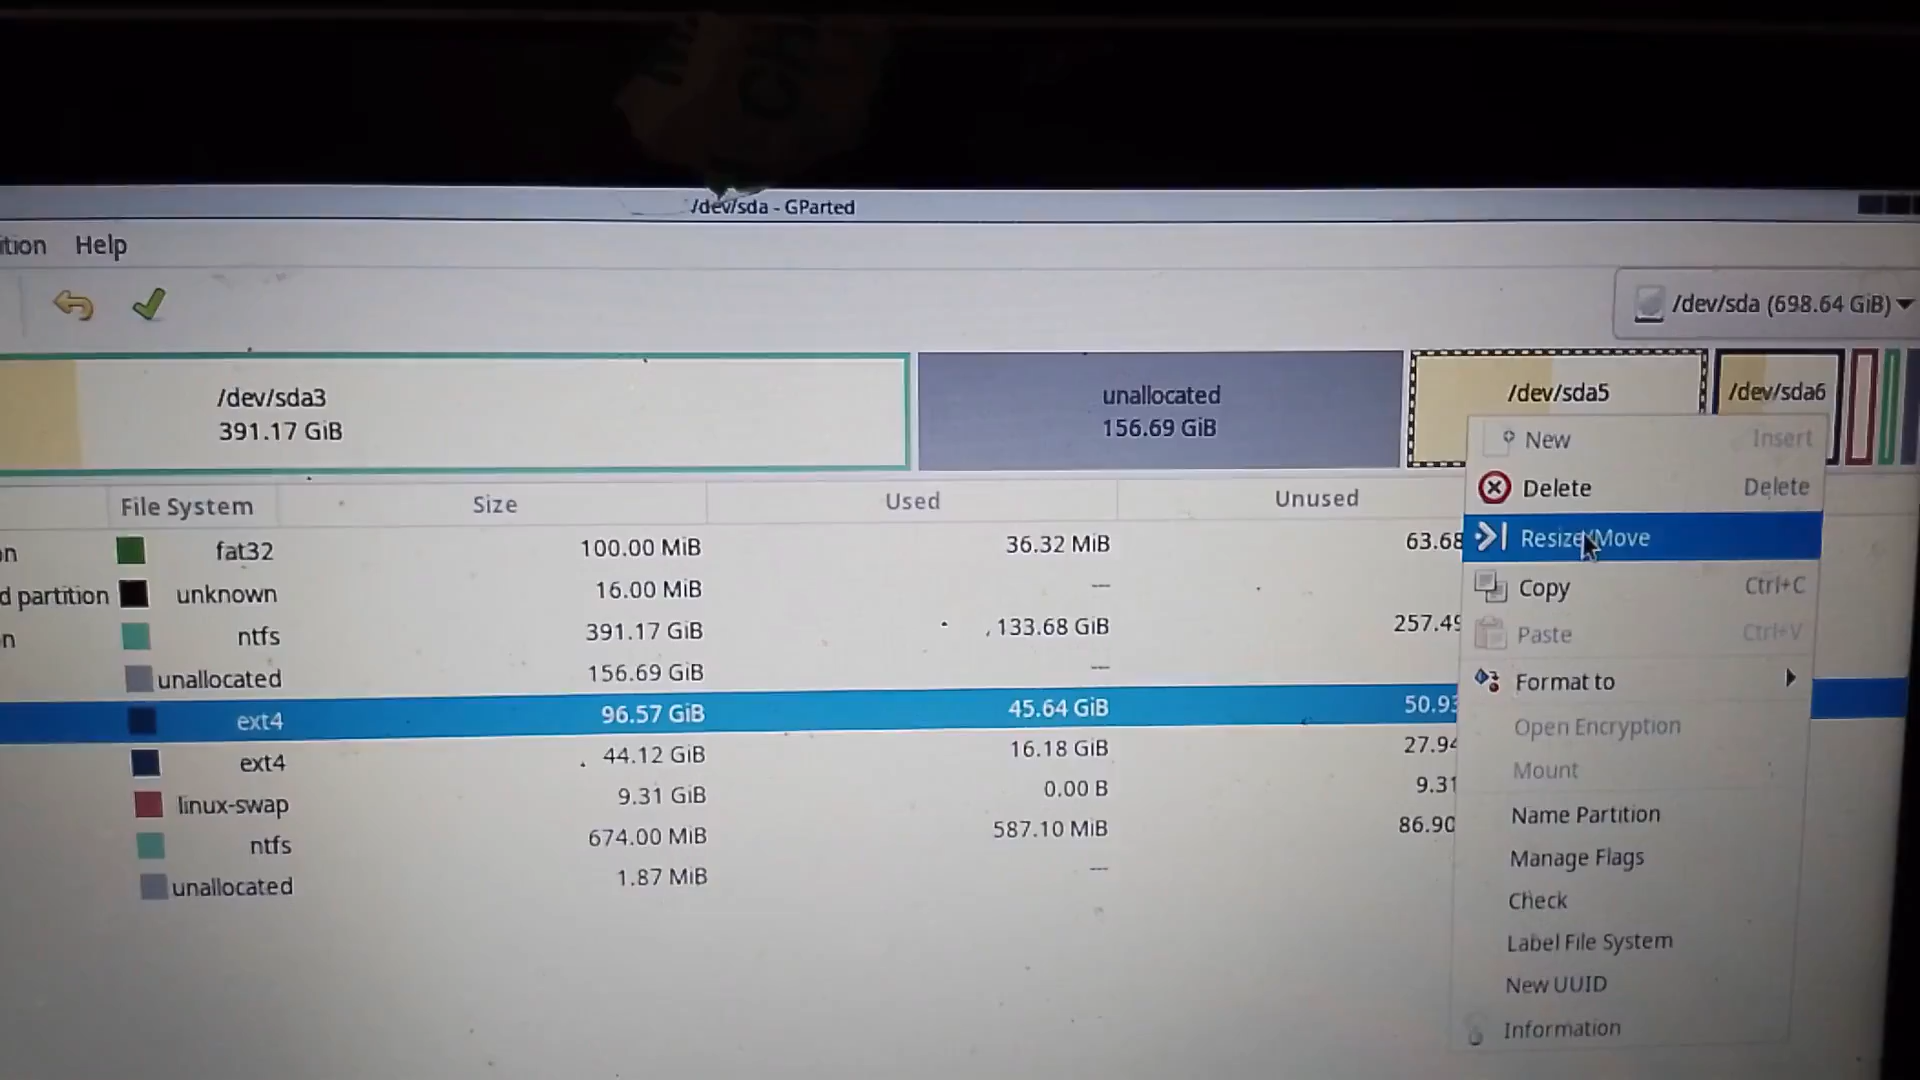 /dev/sda - GParted
ition Help
/dev/sda (698.64 GiB)
/dev/sda3
391.17 GiB
unallocated
156.69 GiB
/dev/sda5
/dev/sda6
File System Size Used Unused
n fat32 100.00 MiB 36.32 MiB 63.68
d partition unknown 16.00 MiB ---
n ntfs 391.17 GiB 133.68 GiB 257.49
unallocated 156.69 GiB ---
ext4 96.57 GiB 45.64 GiB 50.93
ext4 44.12 GiB 16.18 GiB 27.94
linux-swap 9.31 GiB 0.00 B 9.31
ntfs 674.00 MiB 587.10 MiB 86.90
unallocated 1.87 MiB ---
New Insert
Delete Delete
Resize/Move
Copy Ctrl+C
Paste Ctrl+V
Format to
Open Encryption
Mount
Name Partition
Manage Flags
Check
Label File System
New UUID
Information